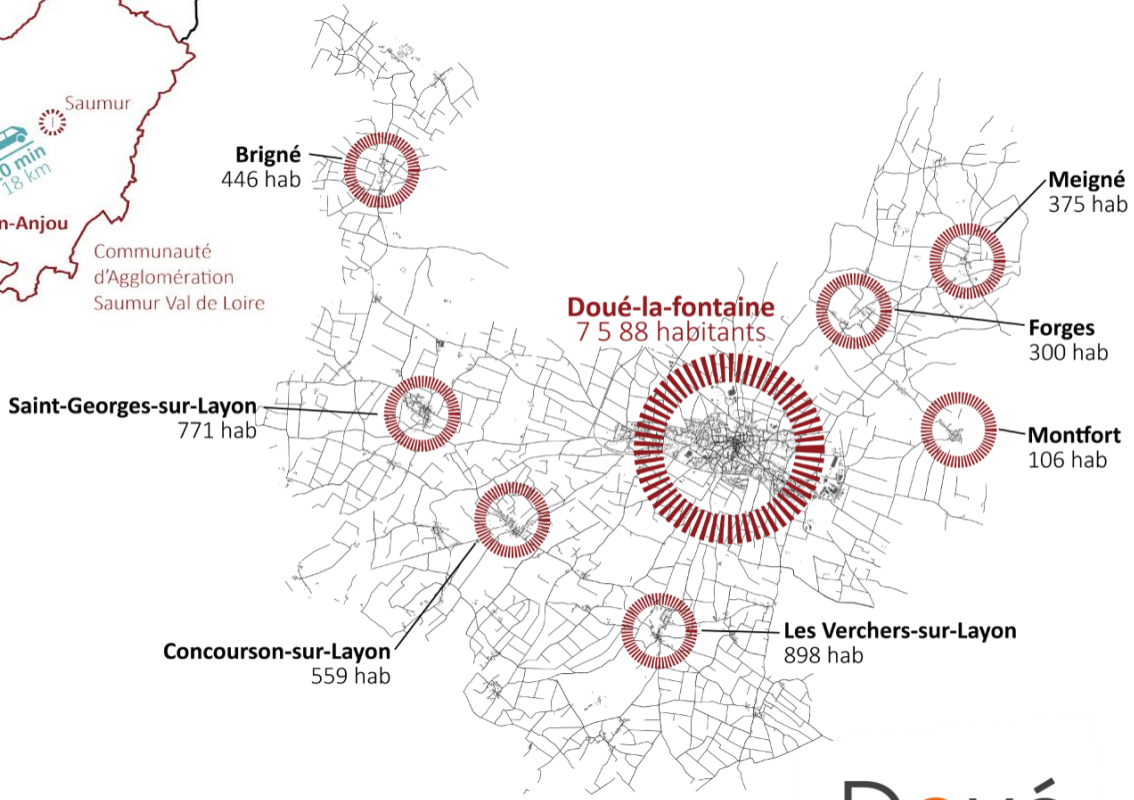 Saumur
0 min
18 km
n-Anjou
Communauté
d'Agglomération
Saumur Val de Loire
Brigné
446 hab
Meigné
375 hab
Doué-la-fontaine
7 5 88 habitants
Forges
300 hab
Saint-Georges-sur-Layon
771 hab
Montfort
106 hab
Concourson-sur-Layon
559 hab
Les Verchers-sur-Layon
898 hab
Doué